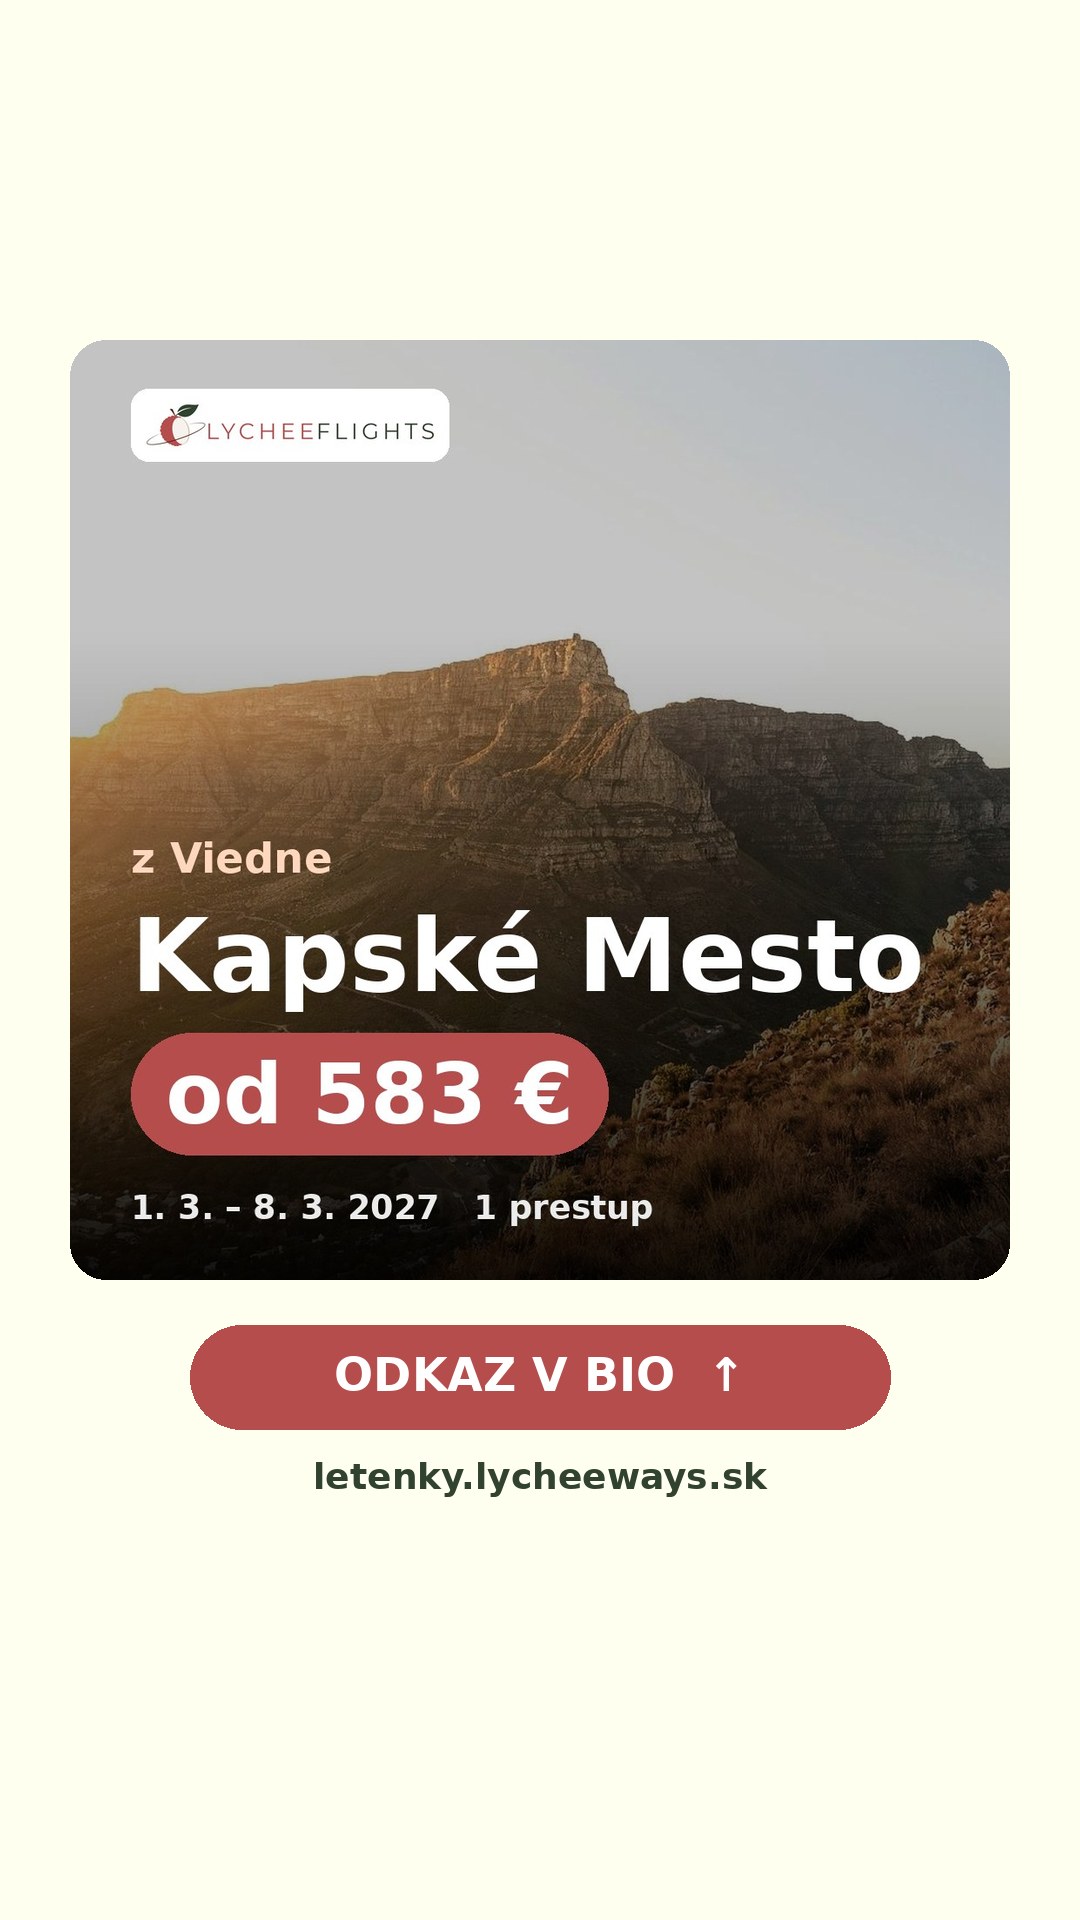 LYCHEEFLIGHTS
z Viedne
Kapské Mesto
od 583 €
1. 3. – 8. 3. 2027 1 prestup
ODKAZ V BIO ↑
letenky.lycheeways.sk